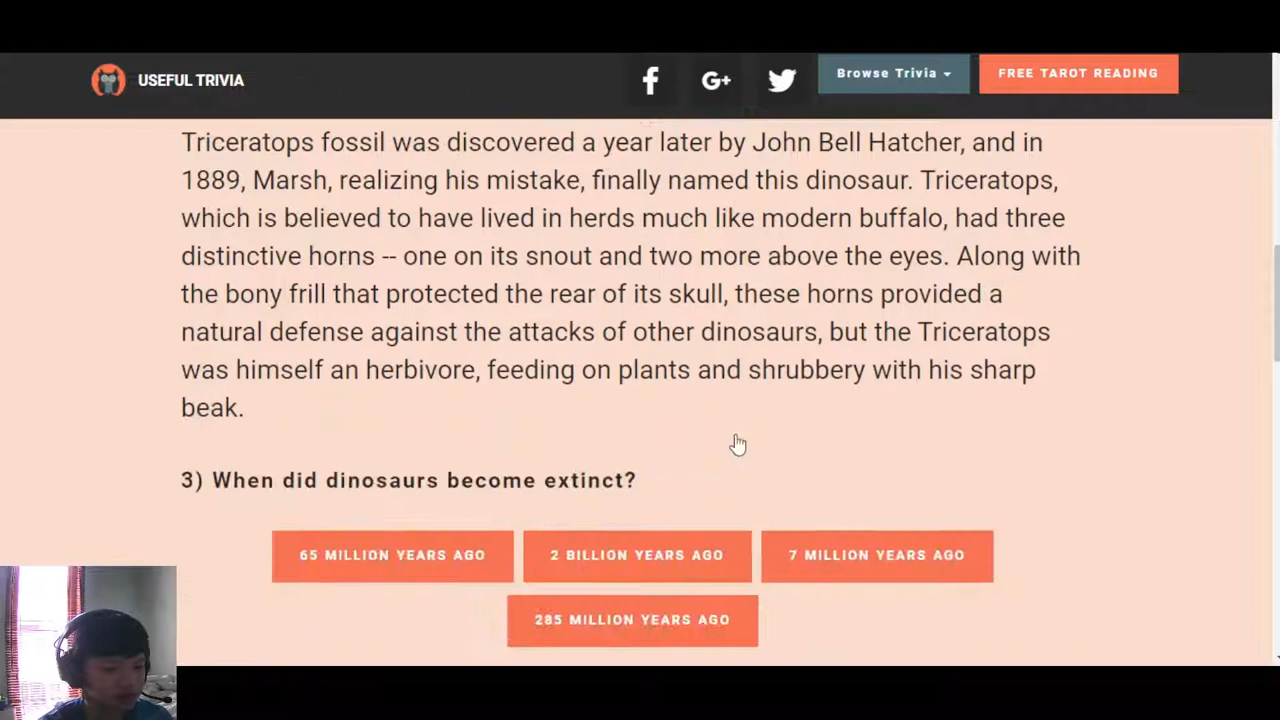 USEFUL TRIVIA
Browse Trivia
FREE TAROT READING
Triceratops fossil was discovered a year later by John Bell Hatcher, and in
1889, Marsh, realizing his mistake, finally named this dinosaur. Triceratops,
which is believed to have lived in herds much like modern buffalo, had three
distinctive horns -- one on its snout and two more above the eyes. Along with
the bony frill that protected the rear of its skull, these horns provided a
natural defense against the attacks of other dinosaurs, but the Triceratops
was himself an herbivore, feeding on plants and shrubbery with his sharp
beak.
3) When did dinosaurs become extinct?
65 MILLION YEARS AGO
2 BILLION YEARS AGO
7 MILLION YEARS AGO
285 MILLION YEARS AGO